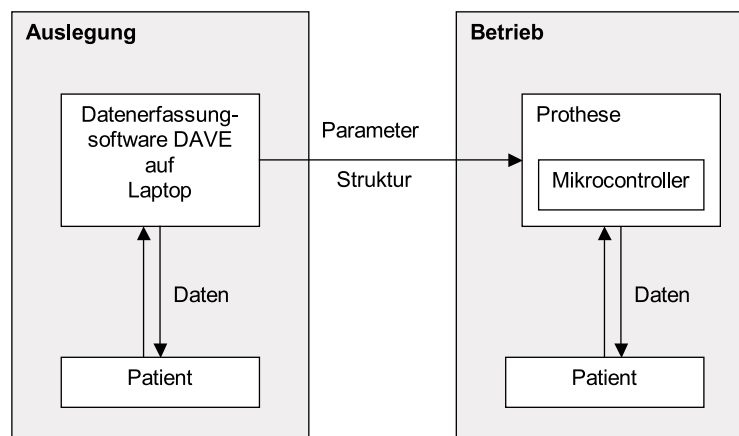 Auslegung
Datenerfassung-
software DAVE
auf
Laptop
Daten
Patient
Parameter
Struktur
Betrieb
Prothese
Mikrocontroller
Daten
Patient